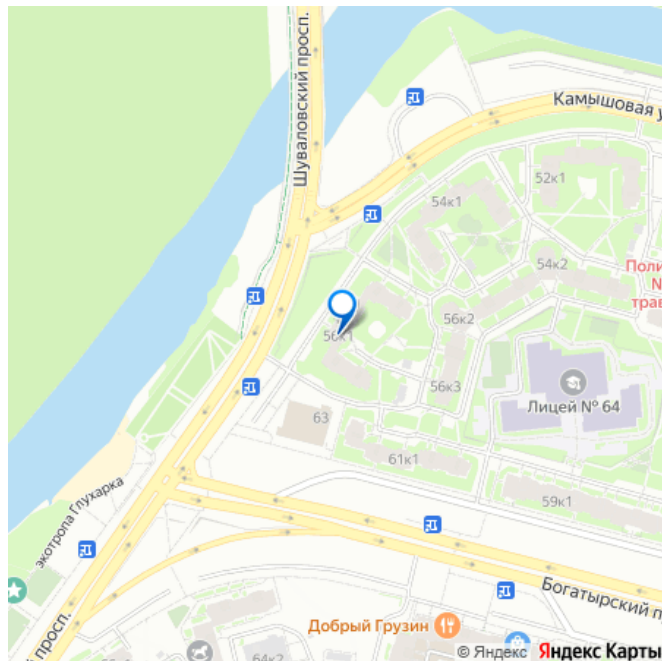 Шуваловский просп.
Камышовая у
52к1
54к1
54к2
Поли
N
трав
56к1
56к2
56к3
Лицей № 64
63
61к1
59к1
экотропа Глухарка
Богатырский п
й просп.
Добрый Грузин
64к2
© Яндекс Яндекс Карты